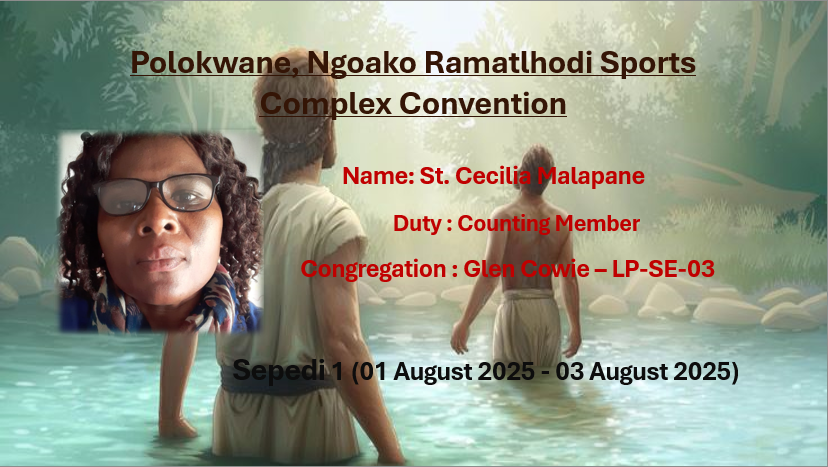 Polokwane, Ngoako Ramatlhodi Sports
Complex Convention
Name: St. Cecilia Malapane
Duty : Counting Member
Congregation : Glen Cowie – LP-SE-03
Sepedi 1 (01 August 2025 - 03 August 2025)